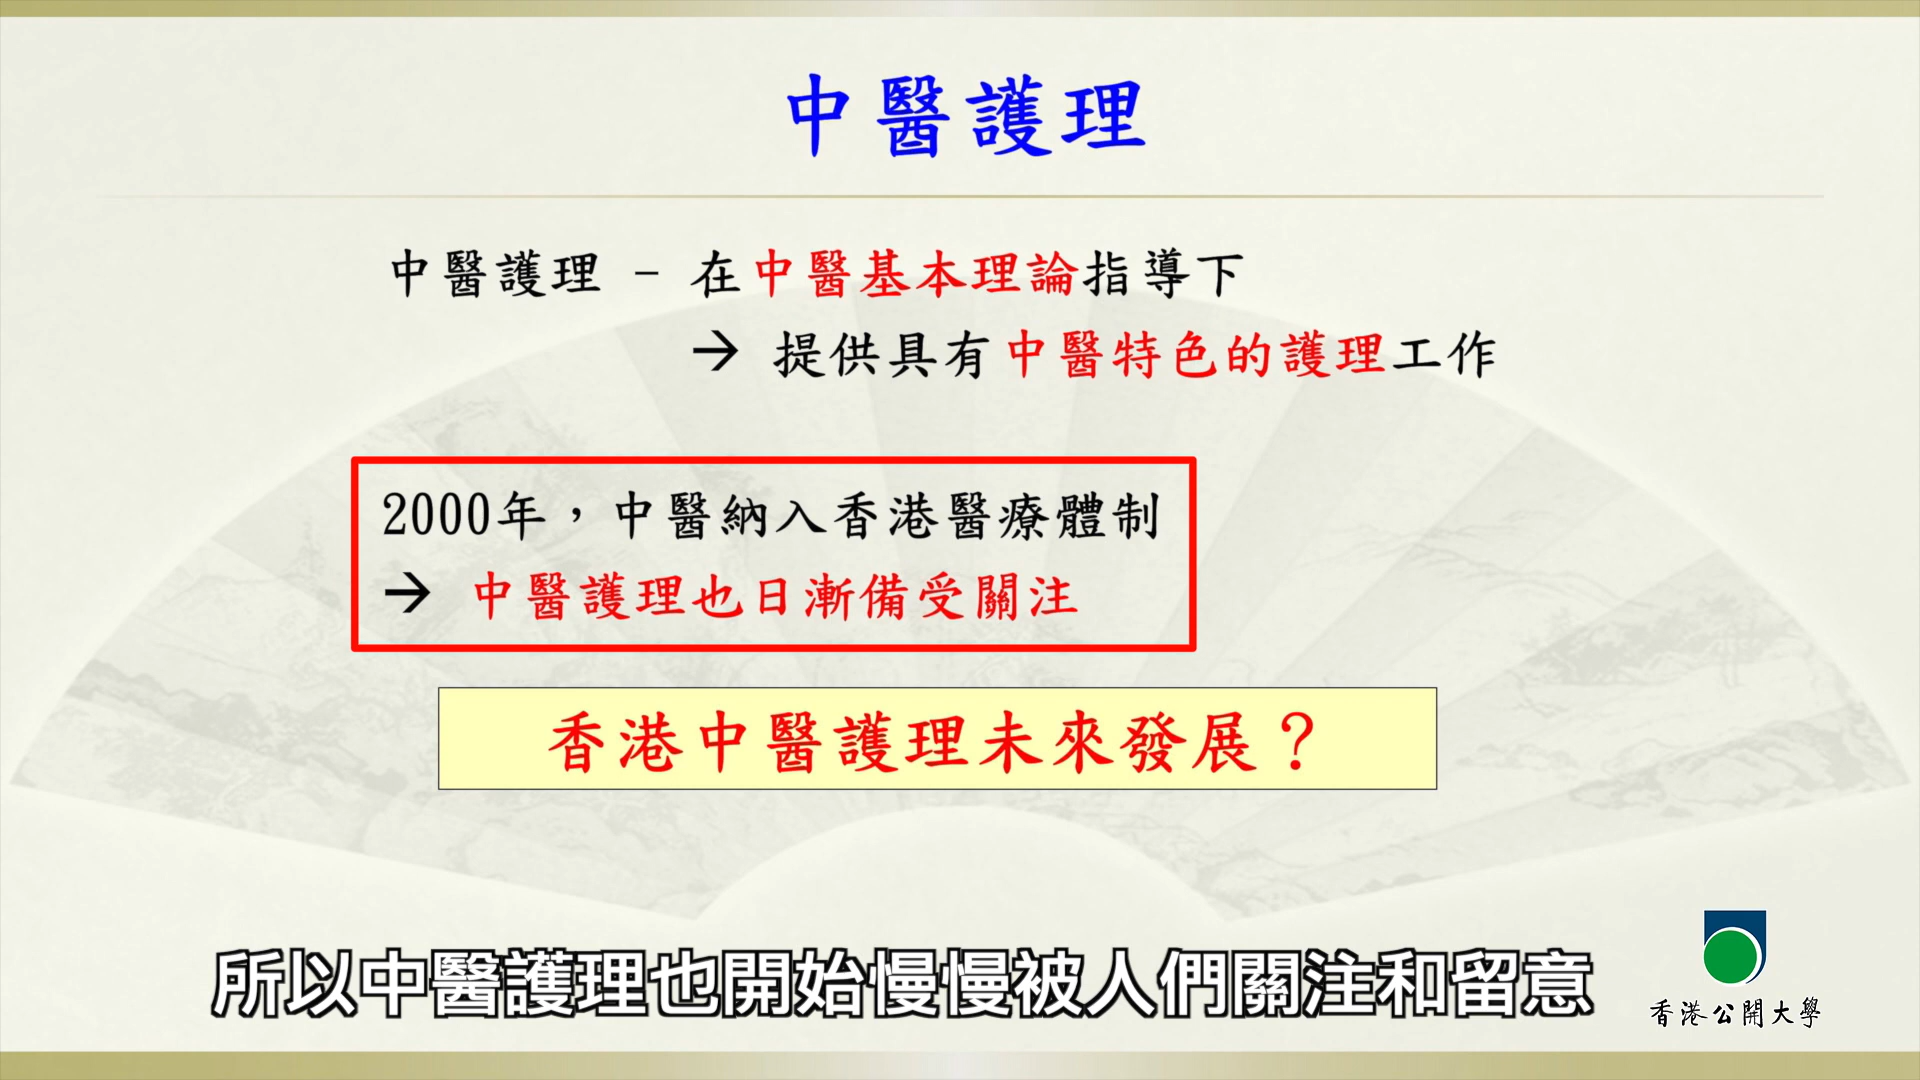 中醫護理
中醫護理 - 在中醫基本理論指導下
→ 提供具有中醫特色的護理工作
2000年，中醫納入香港醫療體制
→ 中醫護理也日漸備受關注
香港中醫護理未來發展？
所以中醫護理也開始慢慢被人們關注和留意
香港公開大學